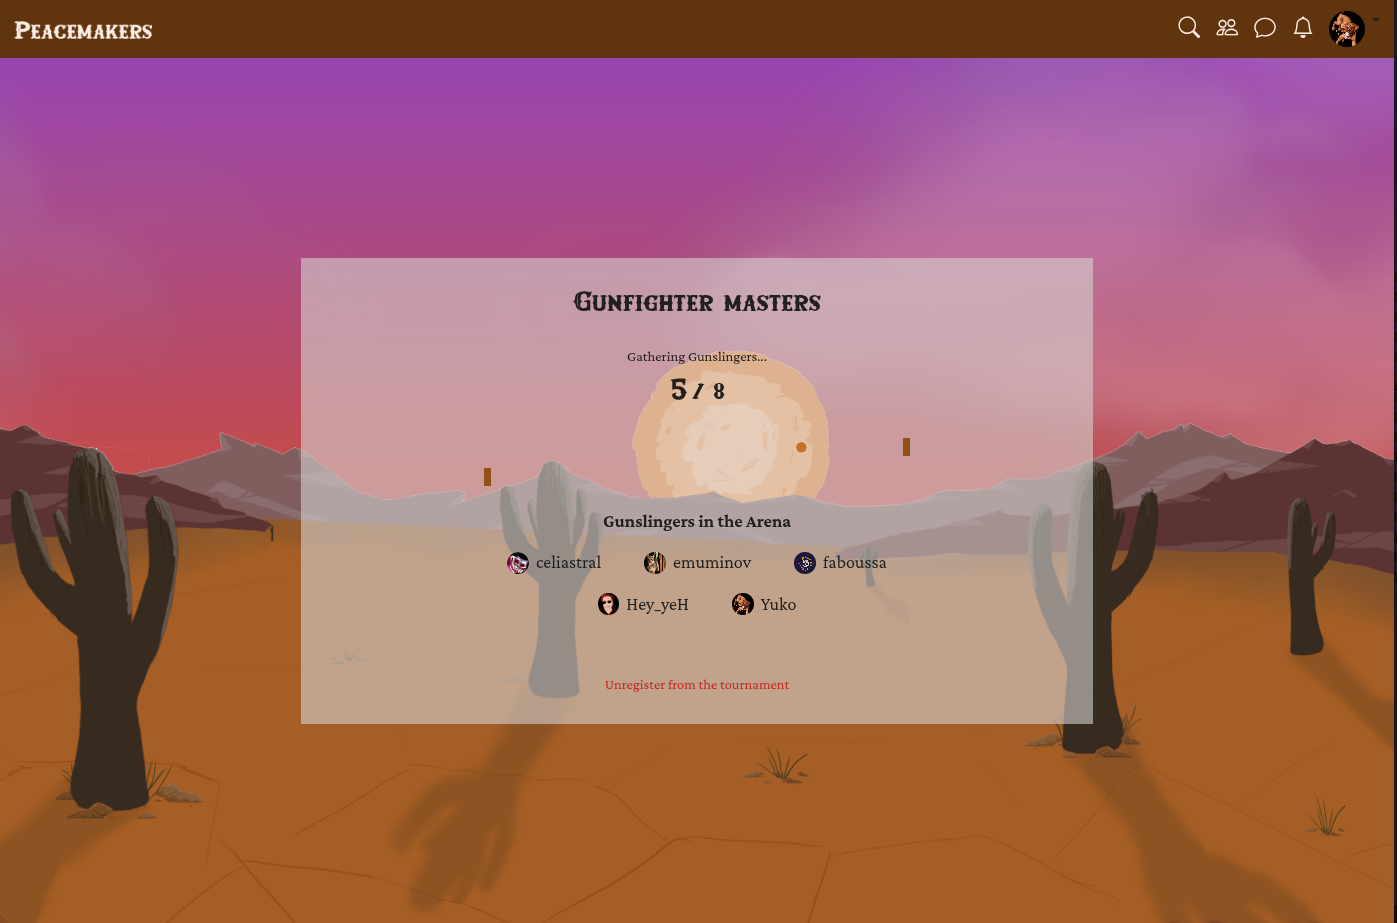 Peacemakers
Gunfighter masters
Gathering Gunslingers...
5 / 8
Gunslingers in the Arena
celiastral emuminov faboussa
Hey_yeH Yuko
Unregister from the tournament